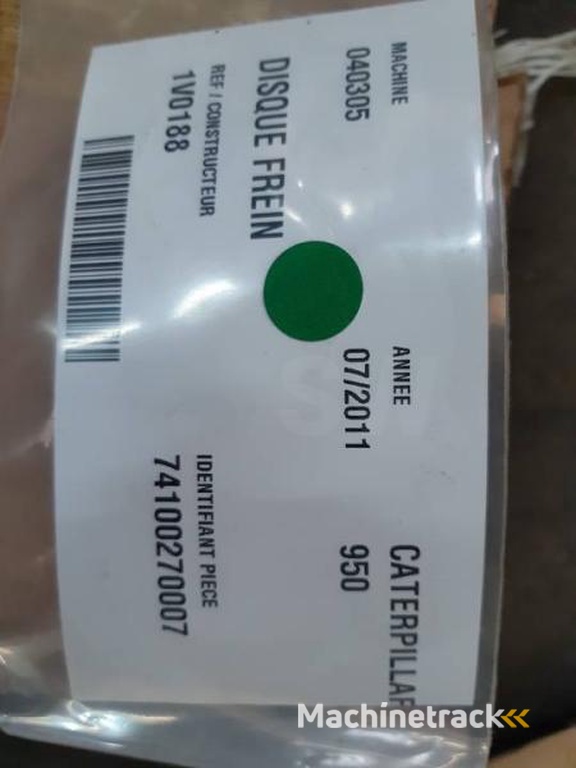 MACHINE ANNEE CATERPILLAR
040305 07/2011 950
DISQUE FREIN
REF / CONSTRUCTEUR IDENTIFIANT PIECE
1V0188 74100270007
Machinetrack